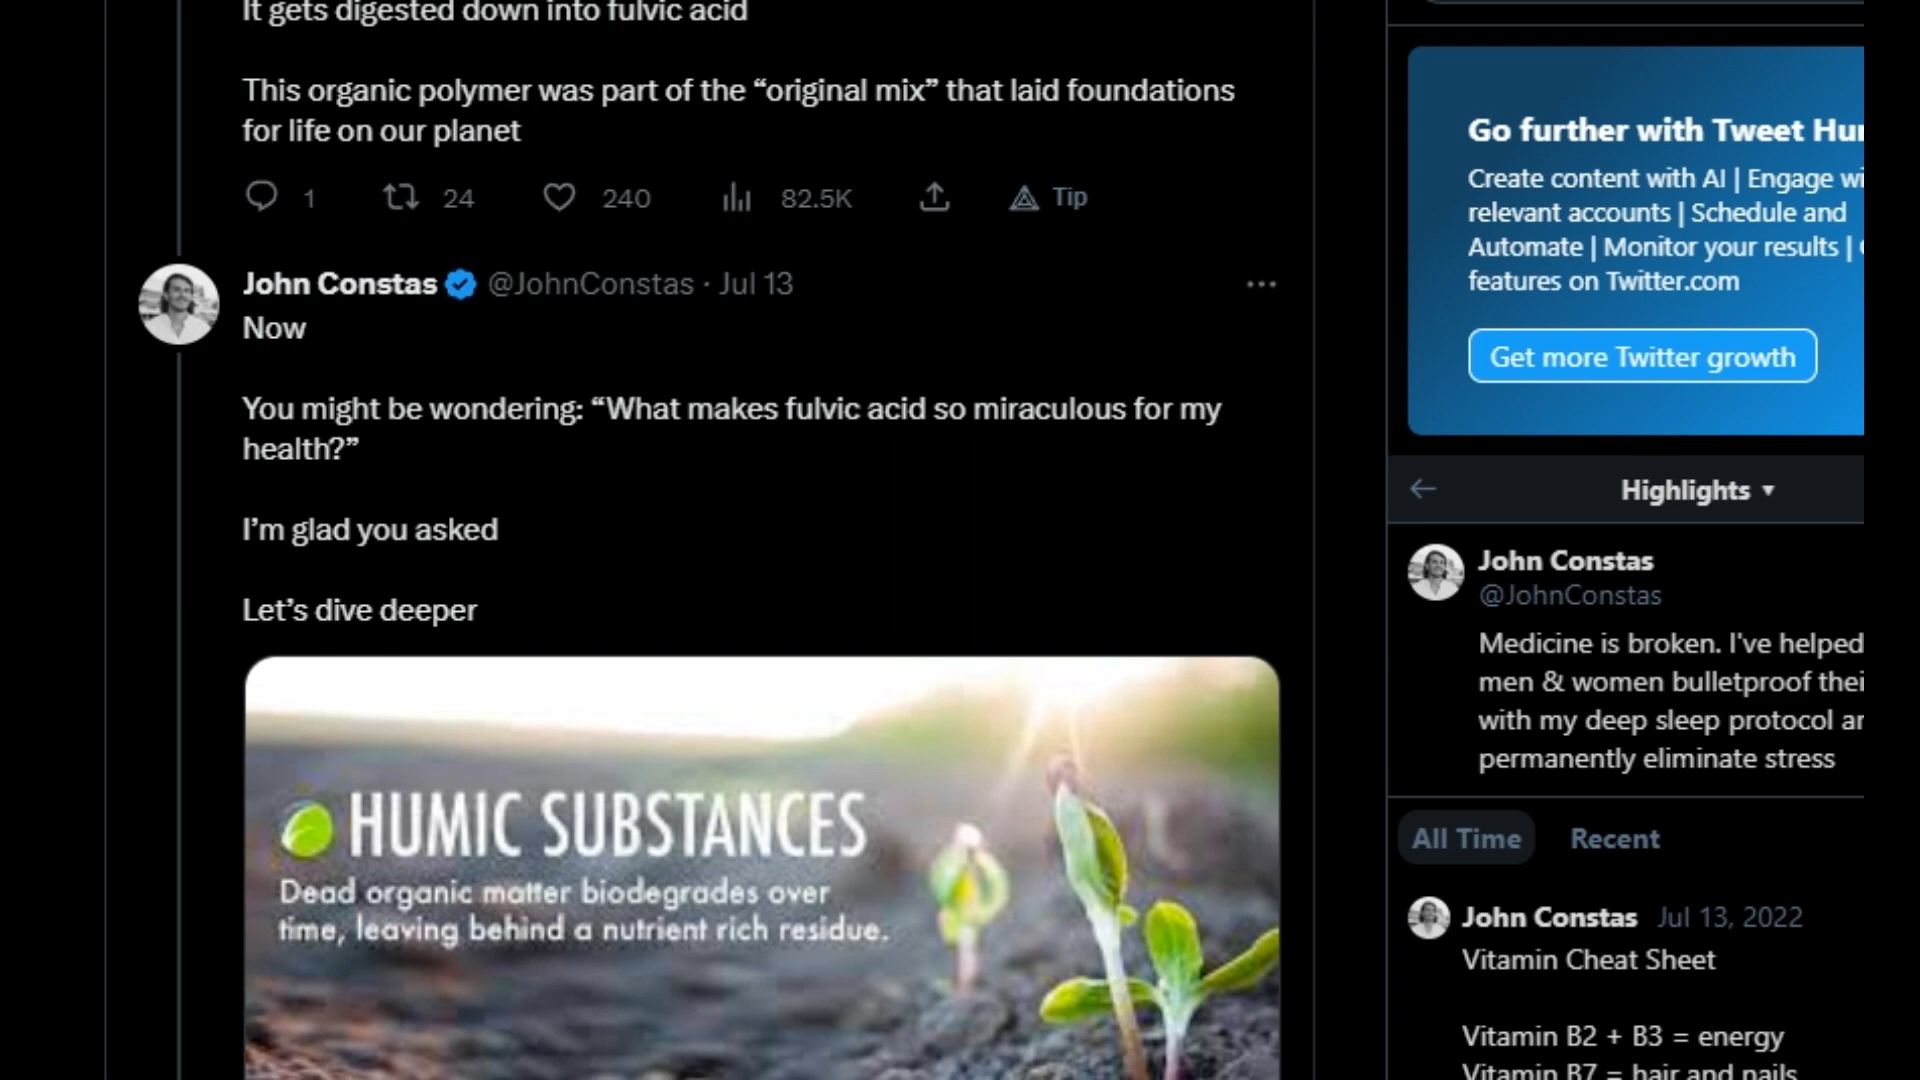 It gets digested down into fulvic acid
This organic polymer was part of the “original mix” that laid foundations
for life on our planet
1 24 240 82.5K Tip
John Constas @JohnConstas · Jul 13
Now
You might be wondering: “What makes fulvic acid so miraculous for my
health?”
I’m glad you asked
Let’s dive deeper
HUMIC SUBSTANCES
Dead organic matter biodegrades over
time, leaving behind a nutrient rich residue.
Go further with Tweet
Create content with AI | Engage
relevant accounts | Schedule and
Automate | Monitor your results |
features on Twitter.com
Get more Twitter growth
Highlights
John Constas
@JohnConstas
Medicine is broken. I've helped
men & women bulletproof
with my deep sleep protocol
permanently eliminate stress
All Time Recent
John Constas Jul 13, 2022
Vitamin Cheat Sheet
Vitamin B2 + B3 = energy
Vitamin B7 = hair and nails